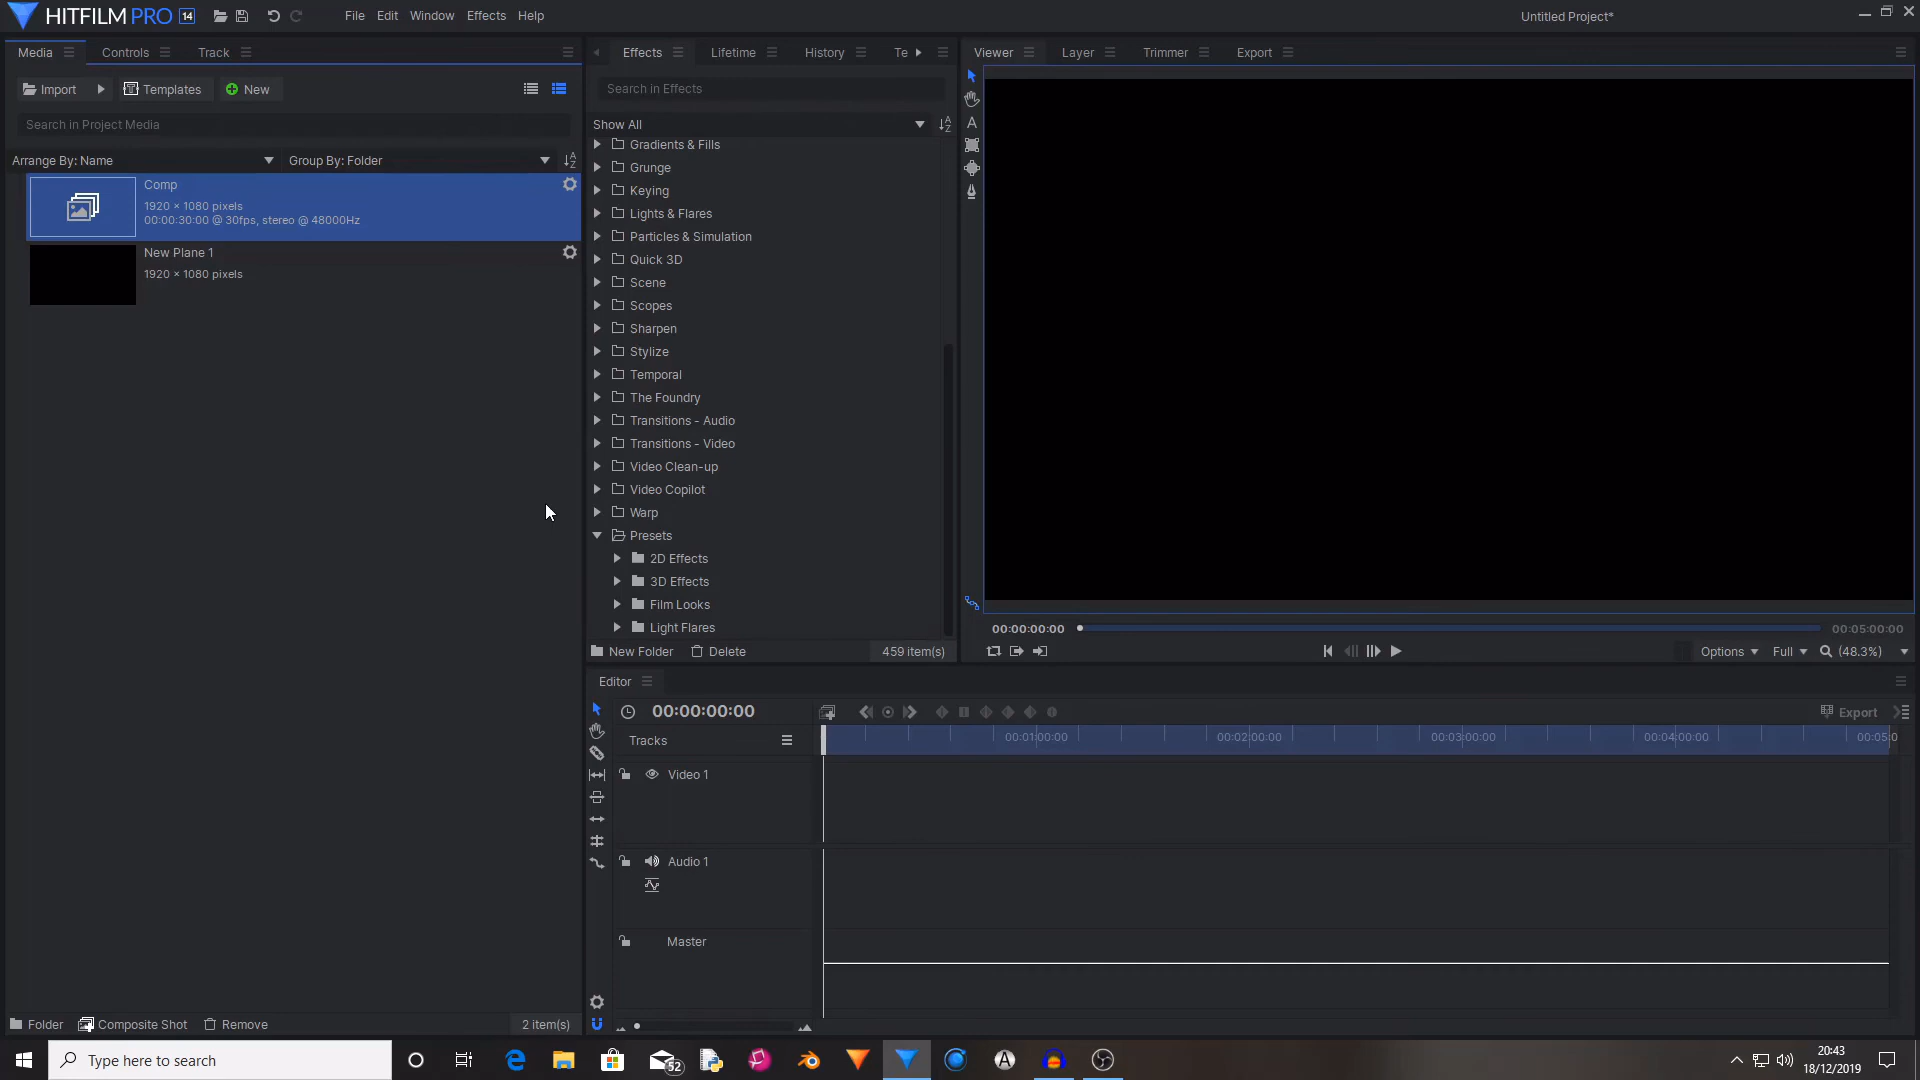 HITFILM PRO 14
File Edit Window Effects Help
Untitled Project*
Media Controls Track
Import Templates New
Search in Project Media
Arrange By: Name Group By: Folder
Comp
1920 × 1080 pixels
00:00:30:00 @ 30fps, stereo @ 48000Hz
New Plane 1
1920 × 1080 pixels
Folder Composite Shot Remove 2 item(s)
Effects Lifetime History Te
Search in Effects
Show All
Gradients & Fills
Grunge
Keying
Lights & Flares
Particles & Simulation
Quick 3D
Scene
Scopes
Sharpen
Stylize
Temporal
The Foundry
Transitions - Audio
Transitions - Video
Video Clean-up
Video Copilot
Warp
Presets
2D Effects
3D Effects
Film Looks
Light Flares
New Folder Delete 459 item(s)
Viewer Layer Trimmer Export
00:00:00:00 00:05:00:00
Options Full (48.3%)
Editor
00:00:00:00 Export
Tracks 00:01:00:00 00:02:00:00 00:03:00:00 00:04:00:00 00:05:0
Video 1
Audio 1
Master
Type here to search
52
20:43
18/12/2019